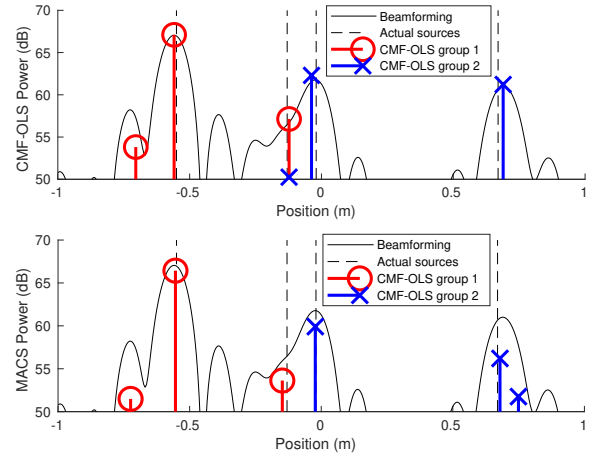 70
65
60
55
50
CMF-OLS Power (dB)
Beamforming
Actual sources
CMF-OLS group 1
CMF-OLS group 2
-1
-0.5
0
0.5
1
Position (m)
70
65
60
55
50
MACS Power (dB)
Beamforming
Actual sources
CMF-OLS group 1
CMF-OLS group 2
-1
-0.5
0
0.5
1
Position (m)